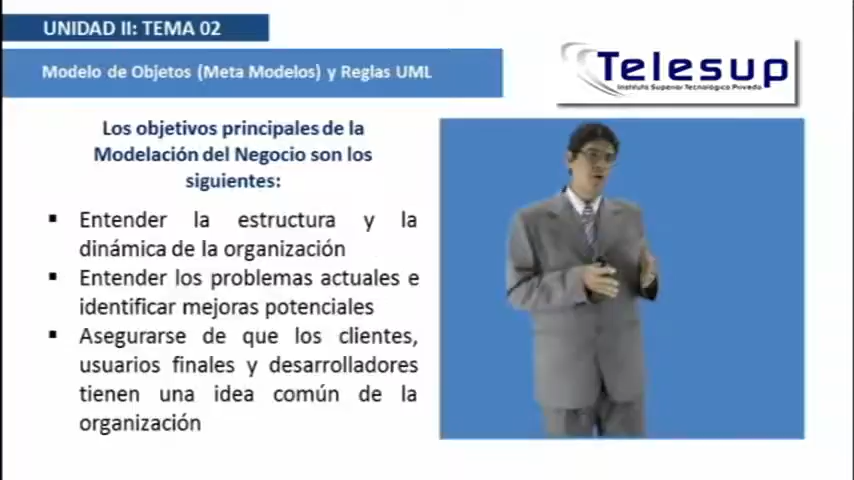 UNIDAD II: TEMA 02
Modelo de Objetos (Meta Modelos) y Reglas UML
Telesup
Instituto Superior Tecnológico Privado
Los objetivos principales de la
Modelación del Negocio son los
siguientes:
▪ Entender la estructura y la
dinámica de la organización
▪ Entender los problemas actuales e
identificar mejoras potenciales
▪ Asegurarse de que los clientes,
usuarios finales y desarrolladores
tienen una idea común de la
organización